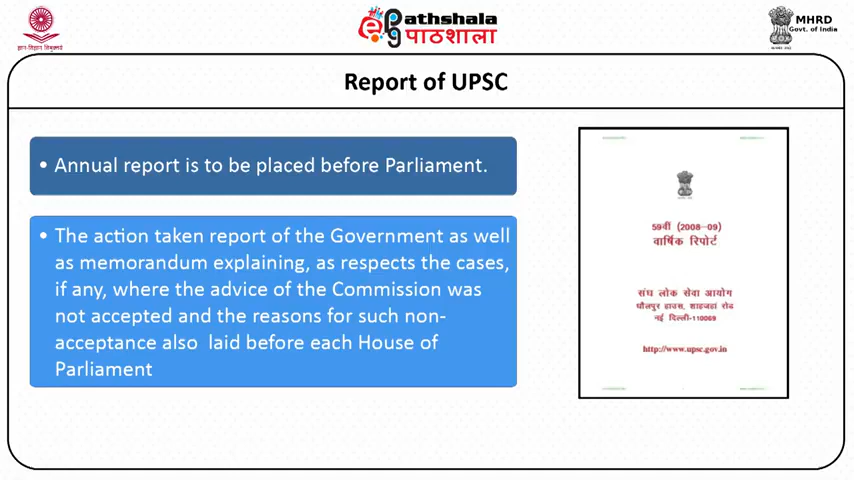 ज्ञान-विज्ञान विमुक्तये
ePathshala
पाठशाला
MHRD
Govt. of India
Report of UPSC
• Annual report is to be placed before Parliament.
• The action taken report of the Government as well
as memorandum explaining, as respects the cases,
if any, where the advice of the Commission was
not accepted and the reasons for such non-
acceptance also laid before each House of
Parliament
59वीं (2008-09)
वार्षिक रिपोर्ट
संघ लोक सेवा आयोग
धौलपुर हाउस, शाहजहां रोड
नई दिल्ली-110069
http://www.upsc.gov.in